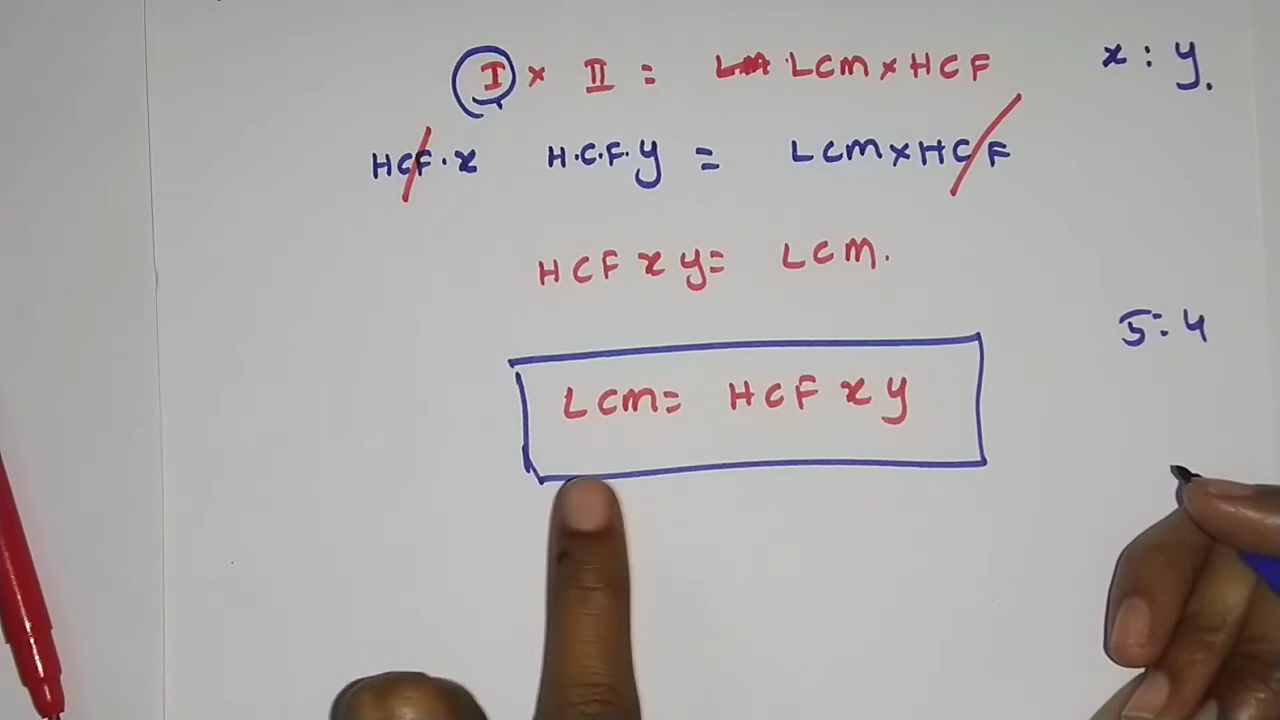 I × II = LCM × HCF x : y.
HCF · x H.C.F. y = LCM × HCF
HCF x y = LCM.
5 : 4
LCM = HCF x y